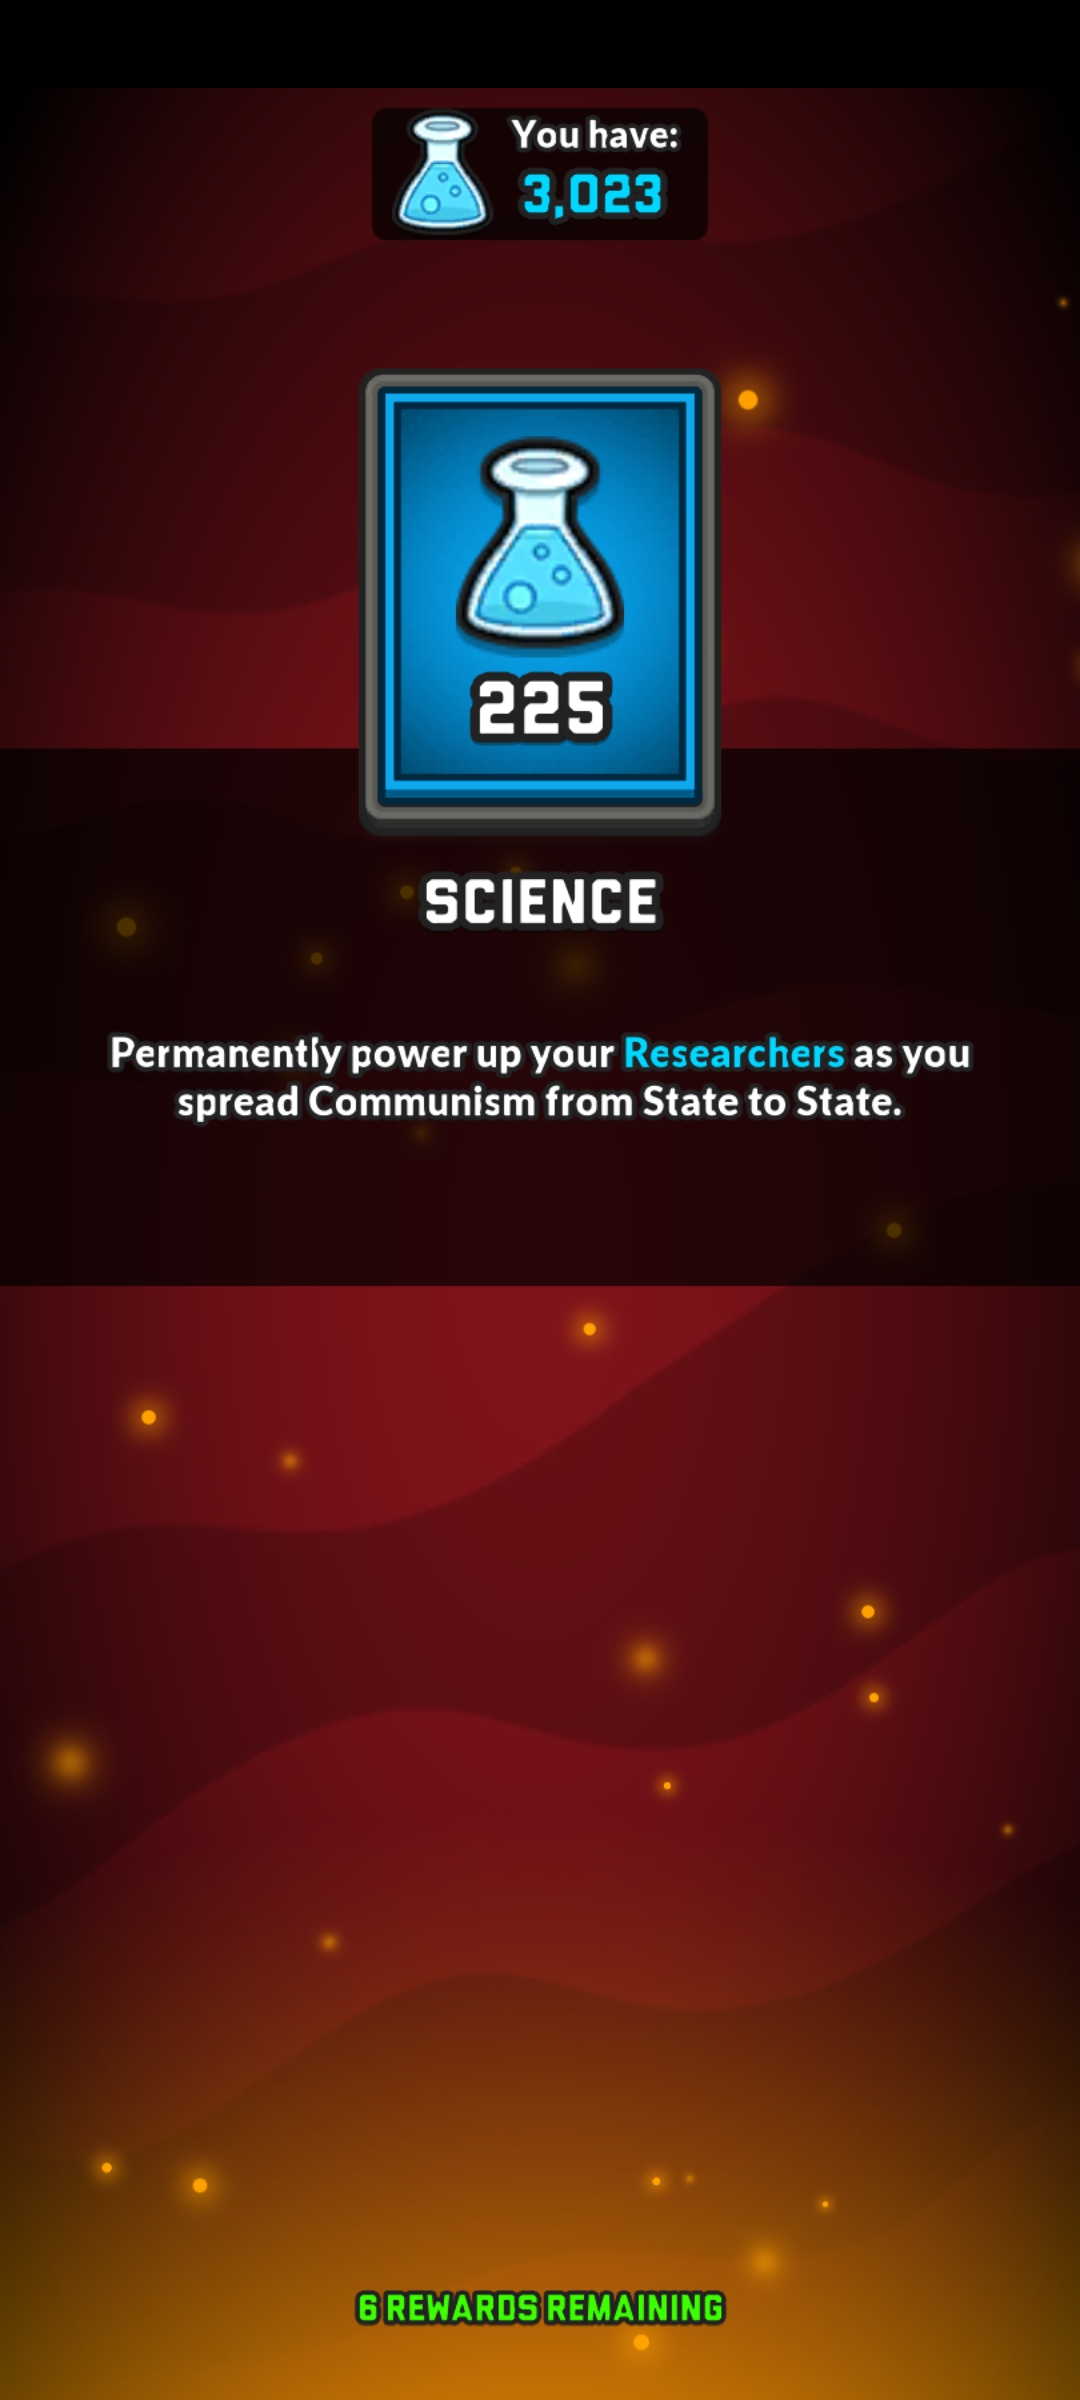 You have:
3,023
225
SCIENCE
Permanently power up your Researchers as you
spread Communism from State to State.
6 REWARDS REMAINING